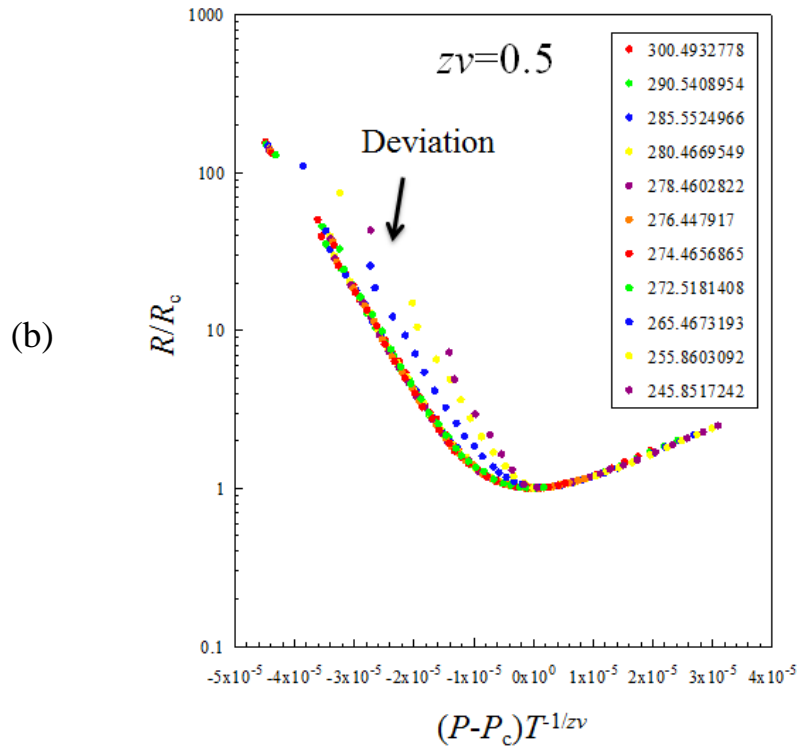 1000
100
10
1
0.1
R/Rc
(b)
zv=0.5
Deviation
300.4932778
290.5408954
285.5524966
280.4669549
278.4602822
276.447917
274.4656865
272.5181408
265.4673193
255.8603092
245.8517242
-5x10⁻⁵ -4x10⁻⁵ -3x10⁻⁵ -2x10⁻⁵ -1x10⁻⁵ 0x10⁰ 1x10⁻⁵ 2x10⁻⁵ 3x10⁻⁵ 4x10⁻⁵
(P-Pc)T⁻¹/ᶻᵛ